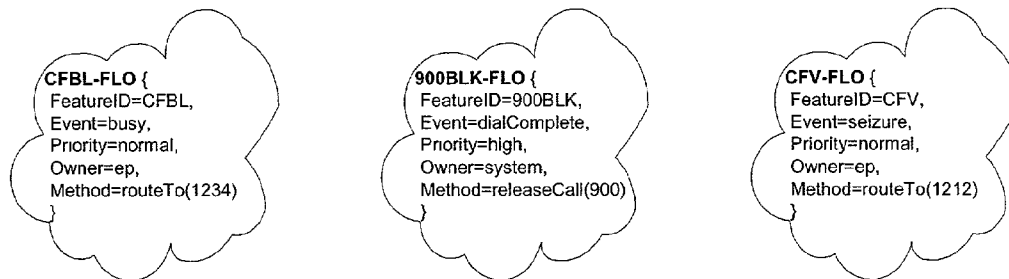 CFBL-FLO {
FeatureID=CFBL,
Event=busy,
Priority=normal,
Owner=ep,
Method=routeTo(1234)
}
900BLK-FLO {
FeatureID=900BLK,
Event=dialComplete,
Priority=high,
Owner=system,
Method=releaseCall(900)
}
CFV-FLO {
FeatureID=CFV,
Event=seizure,
Priority=normal,
Owner=ep,
Method=routeTo(1212)
}